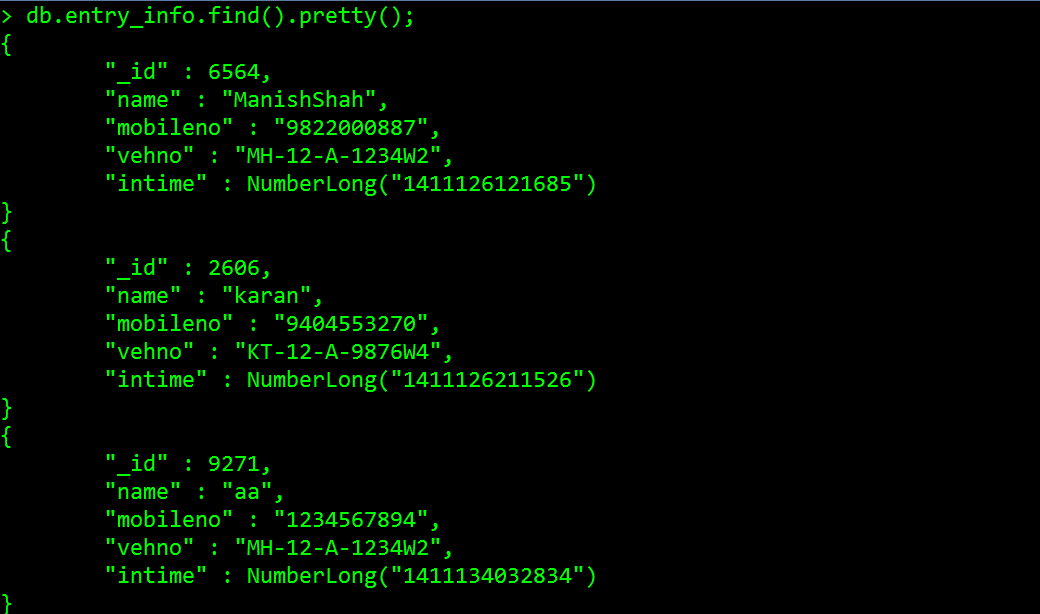 > db.entry_info.find().pretty();
{
        "_id" : 6564,
        "name" : "ManishShah",
        "mobileno" : "9822000887",
        "vehno" : "MH-12-A-1234W2",
        "intime" : NumberLong("1411126121685")
}
{
        "_id" : 2606,
        "name" : "karan",
        "mobileno" : "9404553270",
        "vehno" : "KT-12-A-9876W4",
        "intime" : NumberLong("1411126211526")
}
{
        "_id" : 9271,
        "name" : "aa",
        "mobileno" : "1234567894",
        "vehno" : "MH-12-A-1234W2",
        "intime" : NumberLong("1411134032834")
}